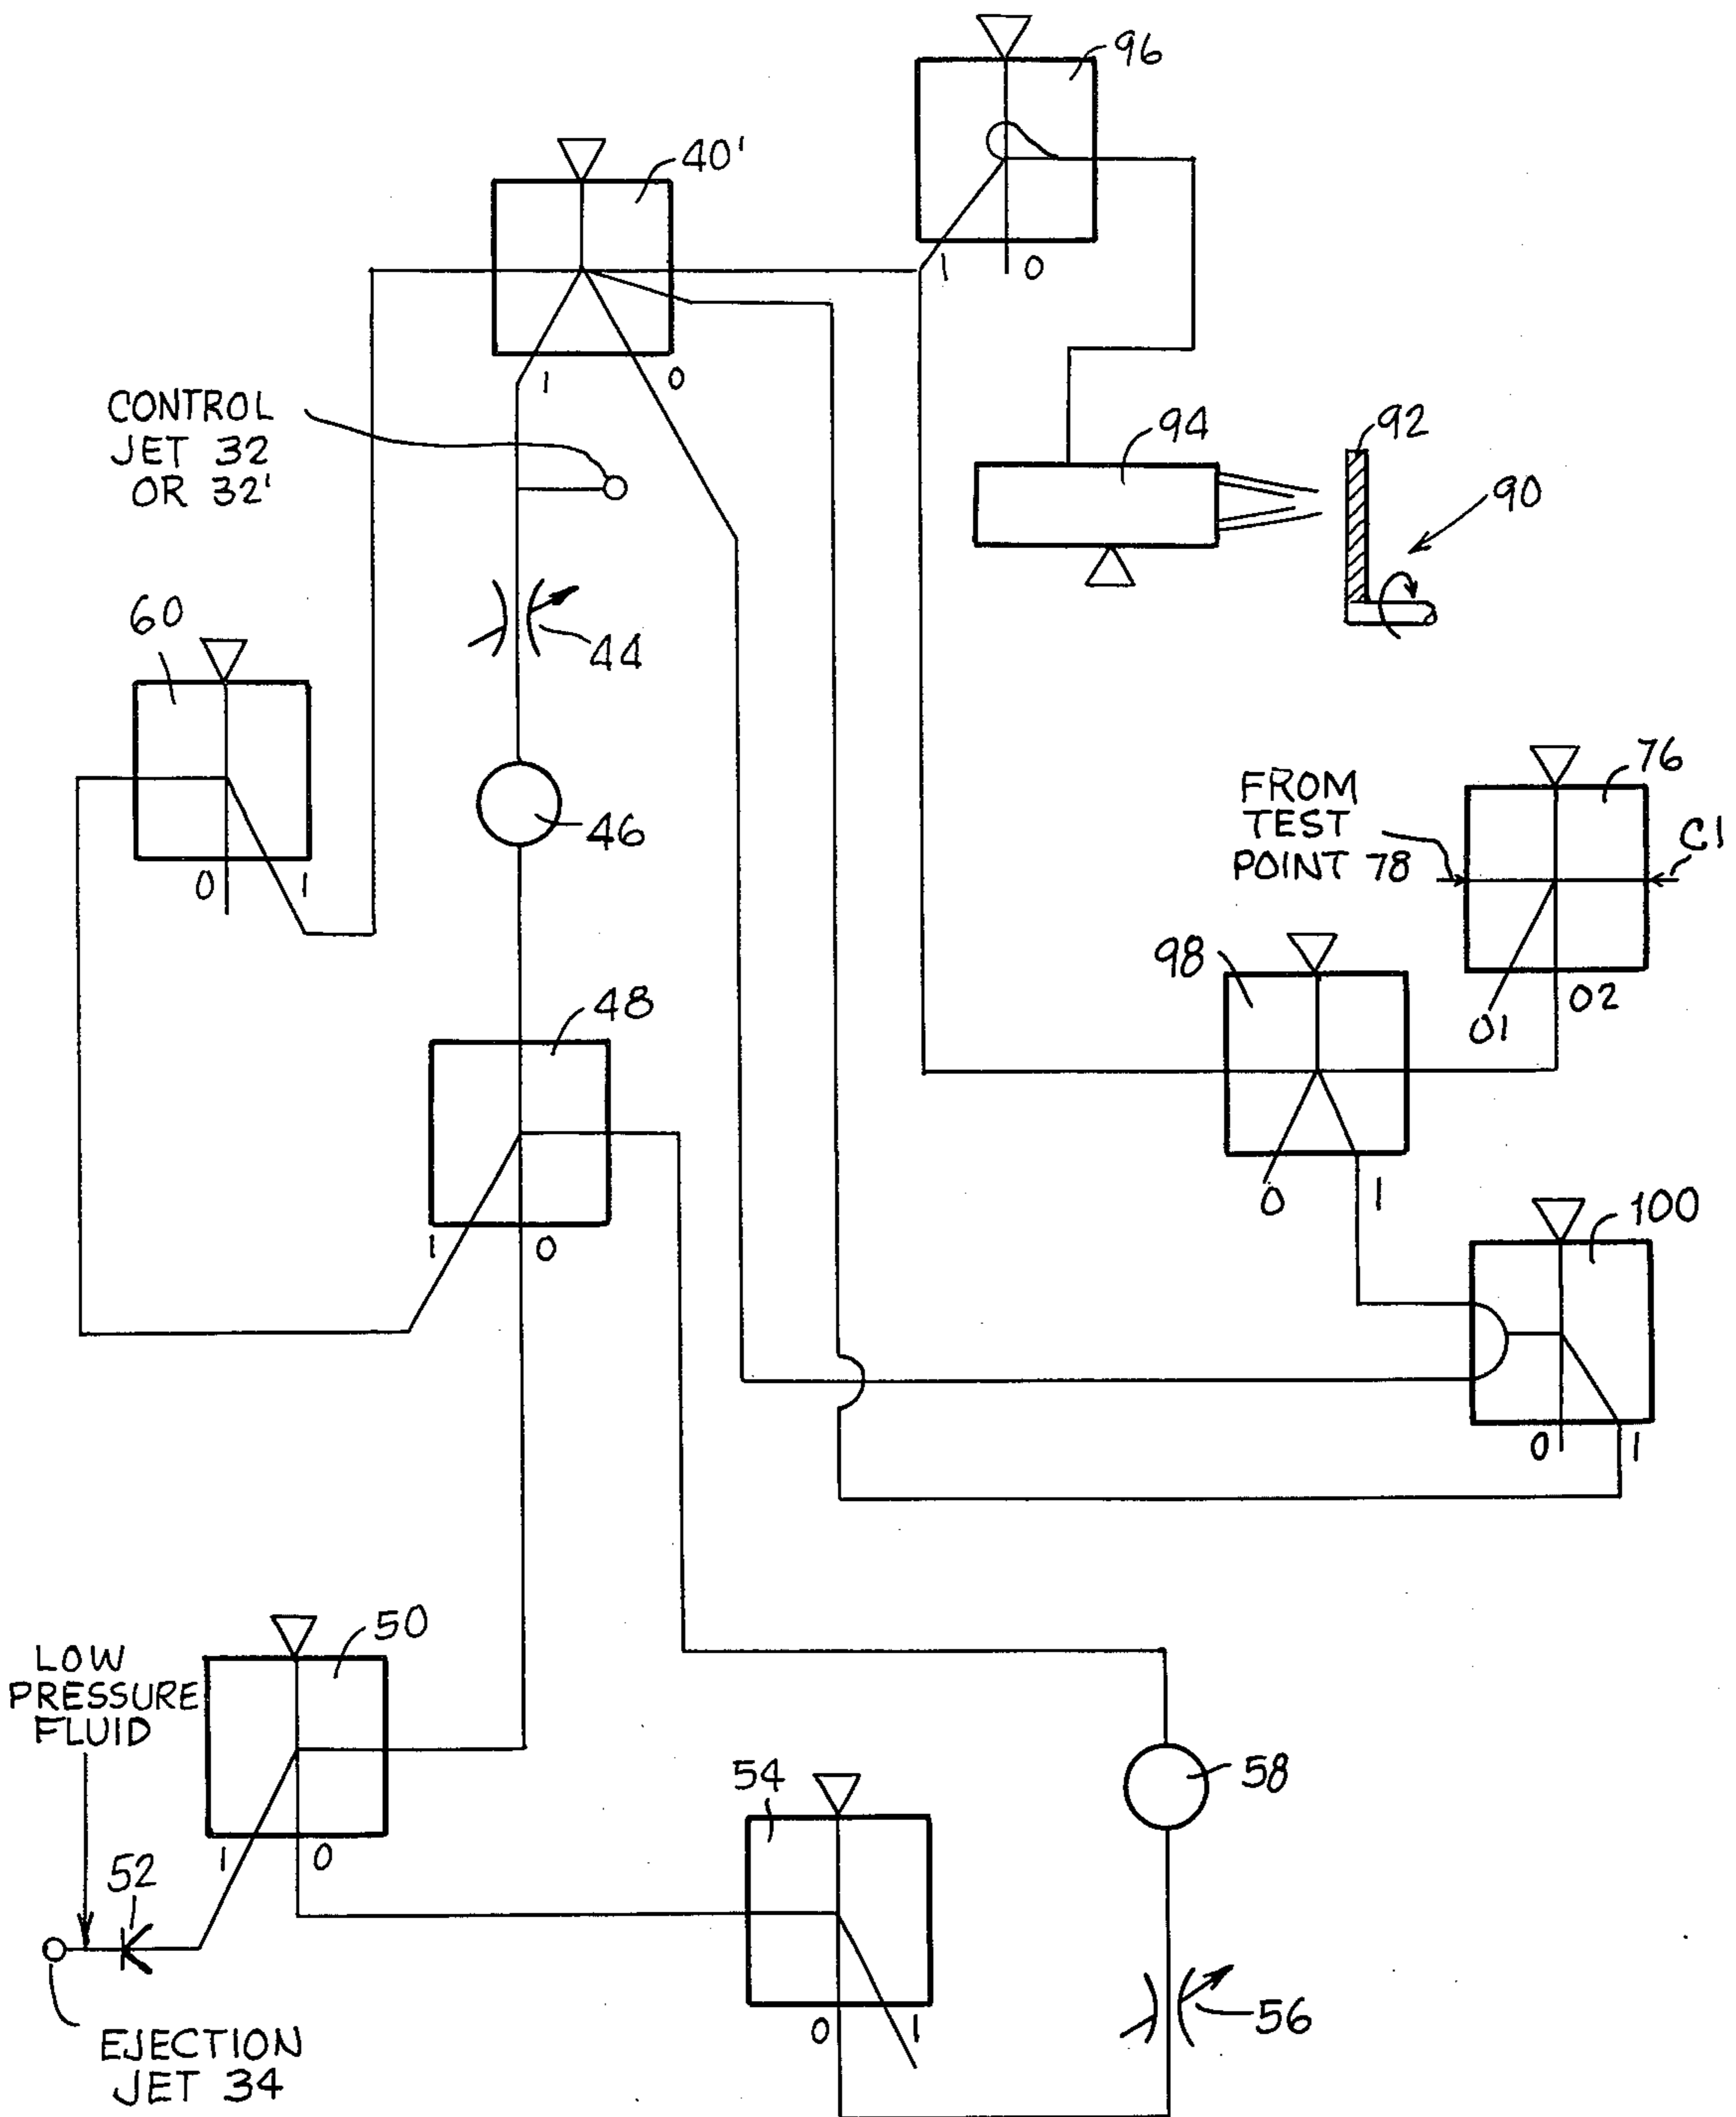 96
40'
1
0
1
0
CONTROL
JET 32
OR 32'
94
92
90
60
44
46
0
1
FROM
TEST
POINT 78
76
C1
98
01
02
48
1
0
0
1
100
0
1
LOW
PRESSURE
FLUID
50
1
0
52
54
58
0
1
56
EJECTION
JET 34